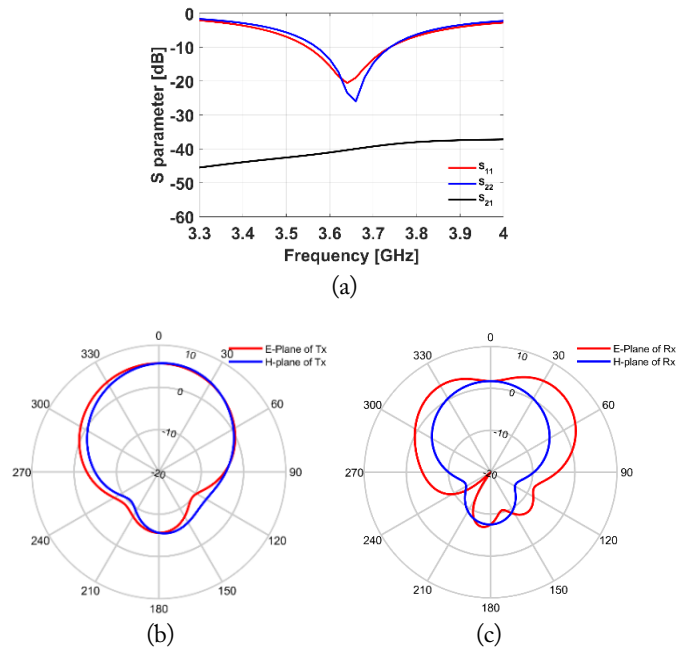 0
-10
-20
-30
-40
-50
-60
S parameter [dB]
S11
S22
S21
3.3 3.4 3.5 3.6 3.7 3.8 3.9 4
Frequency [GHz]
(a)
0
E-Plane of Tx
H-plane of Tx
330 10 30
300 0 60
-10
270 -20 90
240 120
210 150
180
(b)
0
E-Plane of Rx
H-plane of Rx
330 10 30
300 0 60
-10
270 -20 90
240 120
210 150
180
(c)